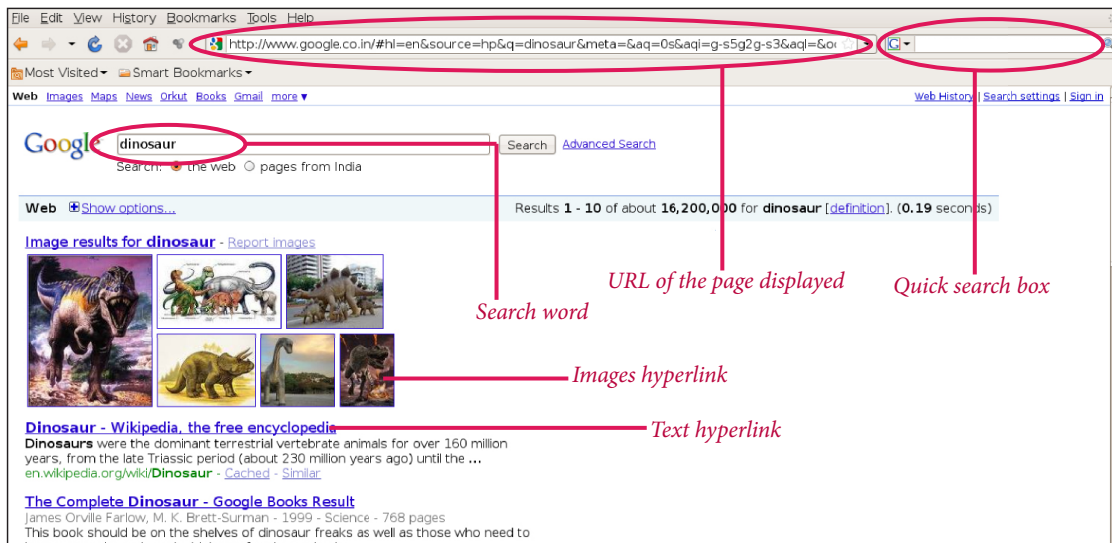 File Edit View History Bookmarks Tools Help
http://www.google.co.in/#hl=en&source=hp&q=dinosaur&meta=&aq=0s&aqi=g-s5g2g-s3&aql=&oc
Most Visited Smart Bookmarks
Web Images Maps News Orkut Books Gmail more Web History | Search settings | Sign in
Google dinosaur Search Advanced Search
Search: the web pages from India
Web Show options... Results 1 - 10 of about 16,200,000 for dinosaur [definition]. (0.19 seconds)
Image results for dinosaur - Report images
URL of the page displayed
Quick search box
Search word
Images hyperlink
Dinosaur - Wikipedia, the free encyclopedia
Text hyperlink
Dinosaurs were the dominant terrestrial vertebrate animals for over 160 million
years, from the late Triassic period (about 230 million years ago) until the ...
en.wikipedia.org/wiki/Dinosaur - Cached - Similar
The Complete Dinosaur - Google Books Result
James Orville Farlow, M. K. Brett-Surman - 1999 - Science - 768 pages
This book should be on the shelves of dinosaur freaks as well as those who need to